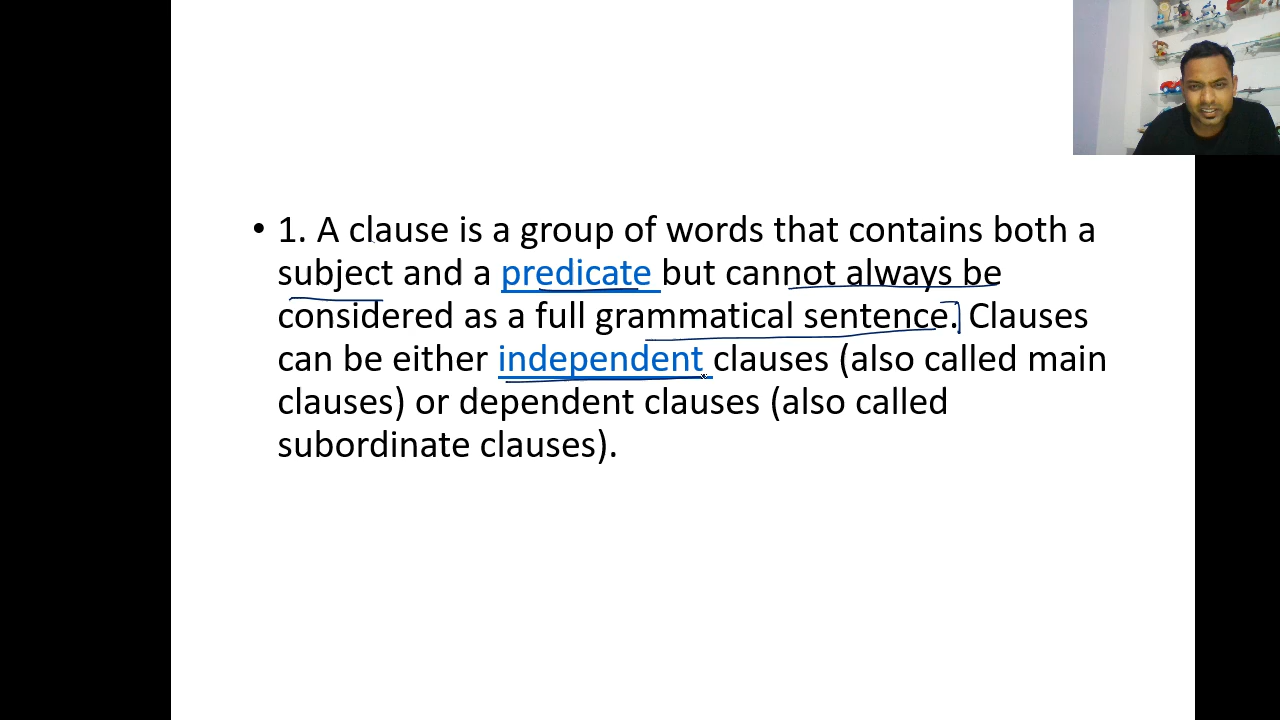 • 1. A clause is a group of words that contains both a
subject and a predicate but cannot always be
considered as a full grammatical sentence. Clauses
can be either independent clauses (also called main
clauses) or dependent clauses (also called
subordinate clauses).